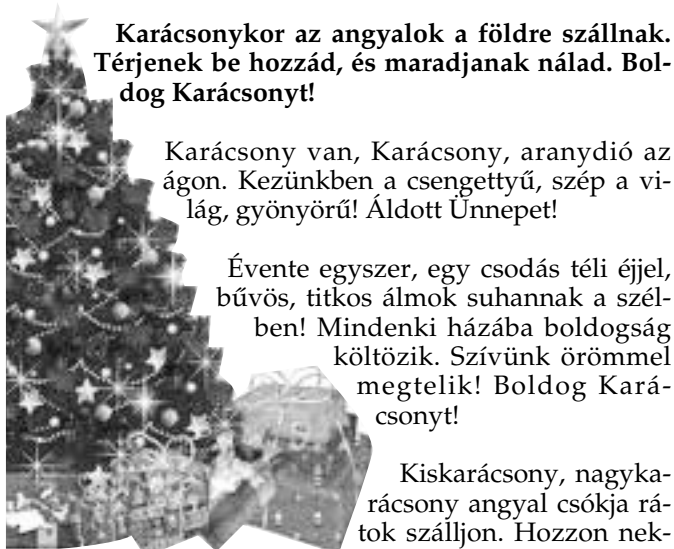 Karácsonykor az angyalok a földre szállnak.
Térjenek be hozzád, és maradjanak nálad. Bol-
dog Karácsonyt!
Karácsony van, Karácsony, aranydió az
ágon. Kezünkben a csengettyű, szép a vi-
lág, gyönyörű! Áldott Ünnepet!
Évente egyszer, egy csodás téli éjjel,
bűvös, titkos álmok suhannak a szél-
ben! Mindenki házába boldogság
költözik. Szívünk örömmel
megtelik! Boldog Kará-
csonyt!
Kiskarácsony, nagyka-
rácsony angyal csókja rá-
tok szálljon. Hozzon nek-